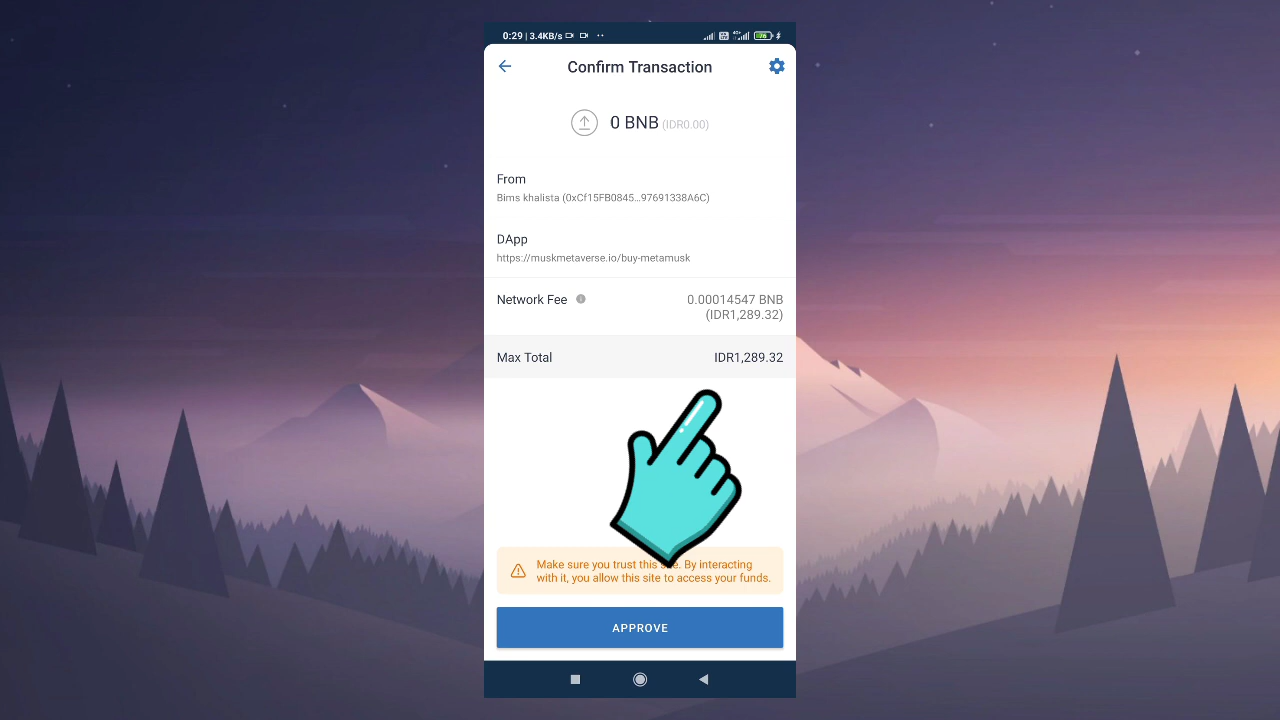 0:29 | 3.4KB/s
Confirm Transaction
0 BNB (IDR0.00)
From
Bims khalista (0xCf15FB0845...97691338A6C)
DApp
https://muskmetaverse.io/buy-metamusk
Network Fee
0.00014547 BNB
(IDR1,289.32)
Max Total
IDR1,289.32
Make sure you trust this . By interacting
with it, you allow this site to access your funds.
APPROVE